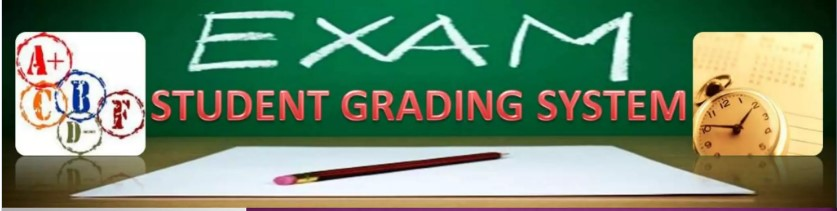 EXAM
A+
C B
D F
STUDENT GRADING SYSTEM